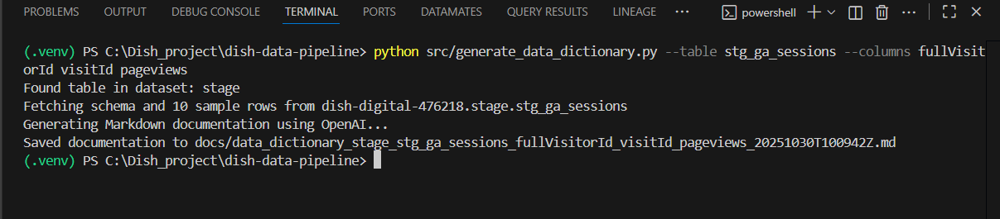 PROBLEMS OUTPUT DEBUG CONSOLE TERMINAL PORTS DATAMATES QUERY RESULTS LINEAGE ··· powershell
(.venv) PS C:\Dish_project\dish-data-pipeline> python src/generate_data_dictionary.py --table stg_ga_sessions --columns fullVisit
orId visitId pageviews
Found table in dataset: stage
Fetching schema and 10 sample rows from dish-digital-476218.stage.stg_ga_sessions
Generating Markdown documentation using OpenAI...
Saved documentation to docs/data_dictionary_stage_stg_ga_sessions_fullVisitorId_visitId_pageviews_20251030T100942Z.md
(.venv) PS C:\Dish_project\dish-data-pipeline>